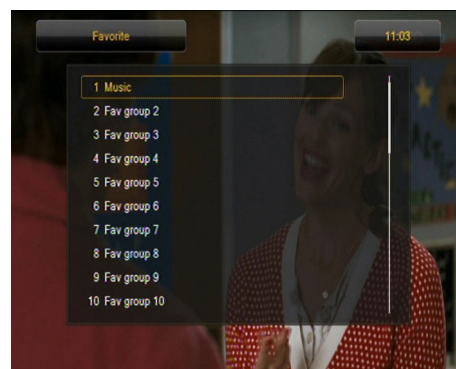 Favorite
11:03
1 Music
2 Fav group 2
3 Fav group 3
4 Fav group 4
5 Fav group 5
6 Fav group 6
7 Fav group 7
8 Fav group 8
9 Fav group 9
10 Fav group 10